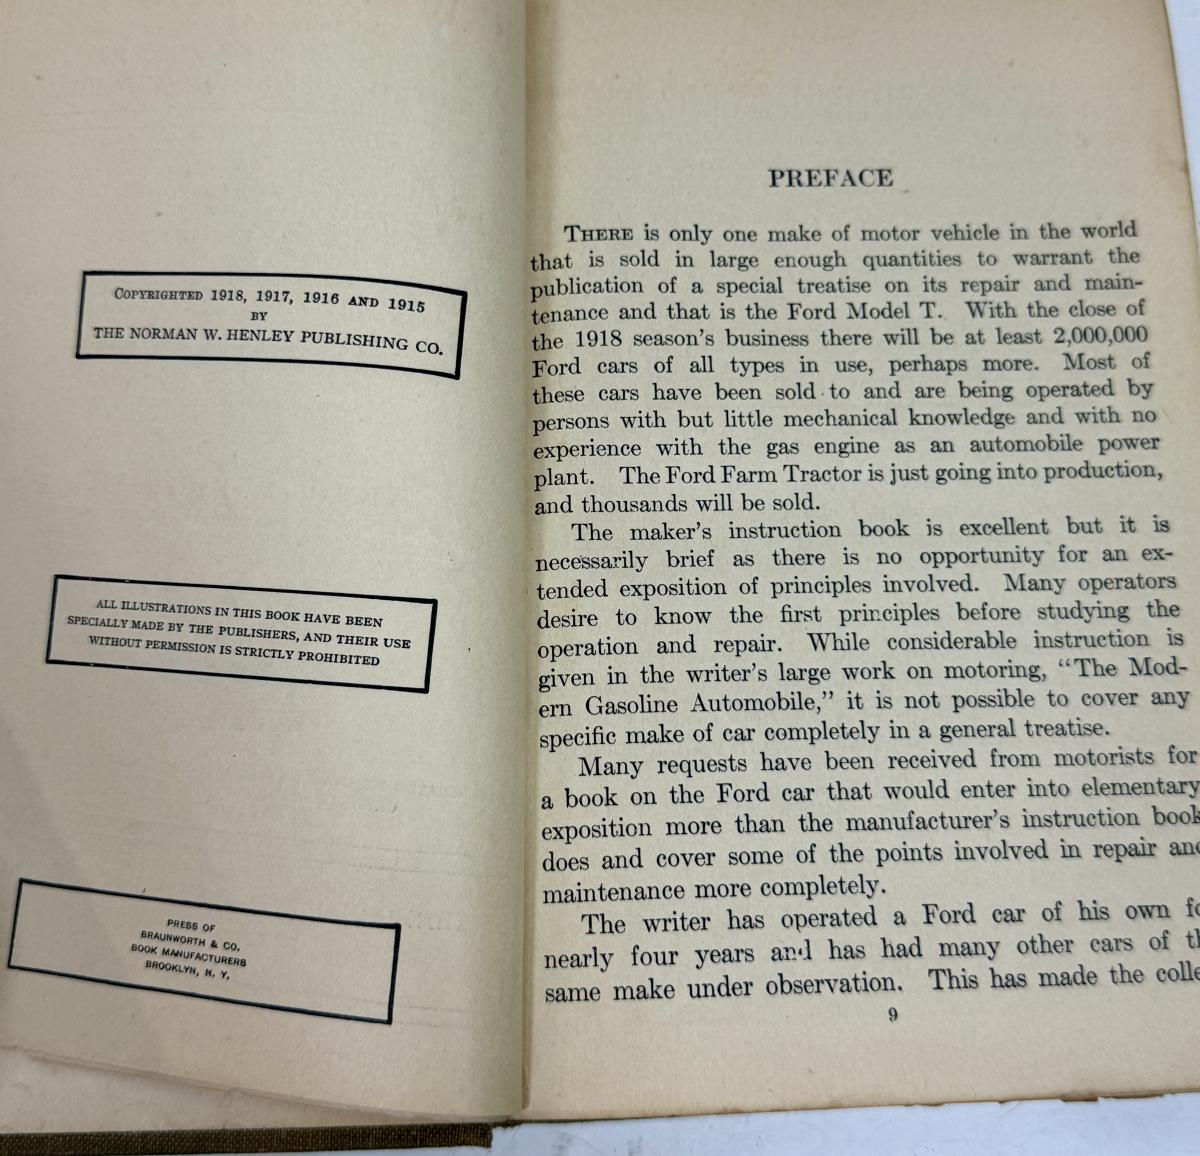 COPYRIGHTED 1918, 1917, 1916 AND 1915
BY
THE NORMAN W. HENLEY PUBLISHING CO.
ALL ILLUSTRATIONS IN THIS BOOK HAVE BEEN
SPECIALLY MADE BY THE PUBLISHERS, AND THEIR USE
WITHOUT PERMISSION IS STRICTLY PROHIBITED
PRESS OF
BRAUNWORTH & CO.
BOOK MANUFACTURERS
BROOKLYN, N. Y.
PREFACE
THERE is only one make of motor vehicle in the world
that is sold in large enough quantities to warrant the
publication of a special treatise on its repair and main-
tenance and that is the Ford Model T. With the close of
the 1918 season's business there will be at least 2,000,000
Ford cars of all types in use, perhaps more. Most of
these cars have been sold to and are being operated by
persons with but little mechanical knowledge and with no
experience with the gas engine as an automobile power
plant. The Ford Farm Tractor is just going into production,
and thousands will be sold.
The maker's instruction book is excellent but it is
necessarily brief as there is no opportunity for an ex-
tended exposition of principles involved. Many operators
desire to know the first principles before studying the
operation and repair. While considerable instruction is
given in the writer's large work on motoring, "The Mod-
ern Gasoline Automobile," it is not possible to cover any
specific make of car completely in a general treatise.
Many requests have been received from motorists for
a book on the Ford car that would enter into elementary
exposition more than the manufacturer's instruction book
does and cover some of the points involved in repair and
maintenance more completely.
The writer has operated a Ford car of his own fo
nearly four years and has had many other cars of th
same make under observation. This has made the colle
9